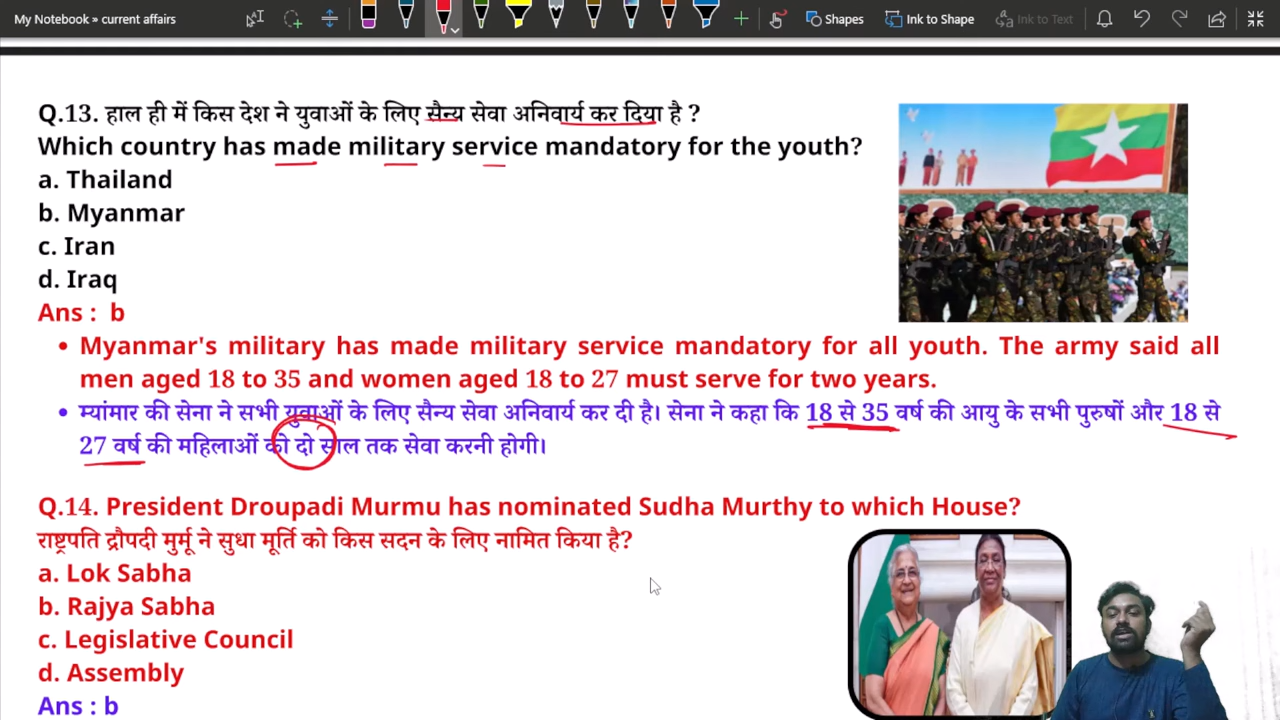 My Notebook » current affairs
Shapes
Ink to Shape
Ink to Text
Q.13. हाल ही में किस देश ने युवाओं के लिए सैन्य सेवा अनिवार्य कर दिया है ?
Which country has made military service mandatory for the youth?
a. Thailand
b. Myanmar
c. Iran
d. Iraq
Ans : b
• Myanmar's military has made military service mandatory for all youth. The army said all
men aged 18 to 35 and women aged 18 to 27 must serve for two years.
• म्यांमार की सेना ने सभी युवाओं के लिए सैन्य सेवा अनिवार्य कर दी है। सेना ने कहा कि 18 से 35 वर्ष की आयु के सभी पुरुषों और 18 से
27 वर्ष की महिलाओं को दो साल तक सेवा करनी होगी।
Q.14. President Droupadi Murmu has nominated Sudha Murthy to which House?
राष्ट्रपति द्रौपदी मुर्मू ने सुधा मूर्ति को किस सदन के लिए नामित किया है?
a. Lok Sabha
b. Rajya Sabha
c. Legislative Council
d. Assembly
Ans : b